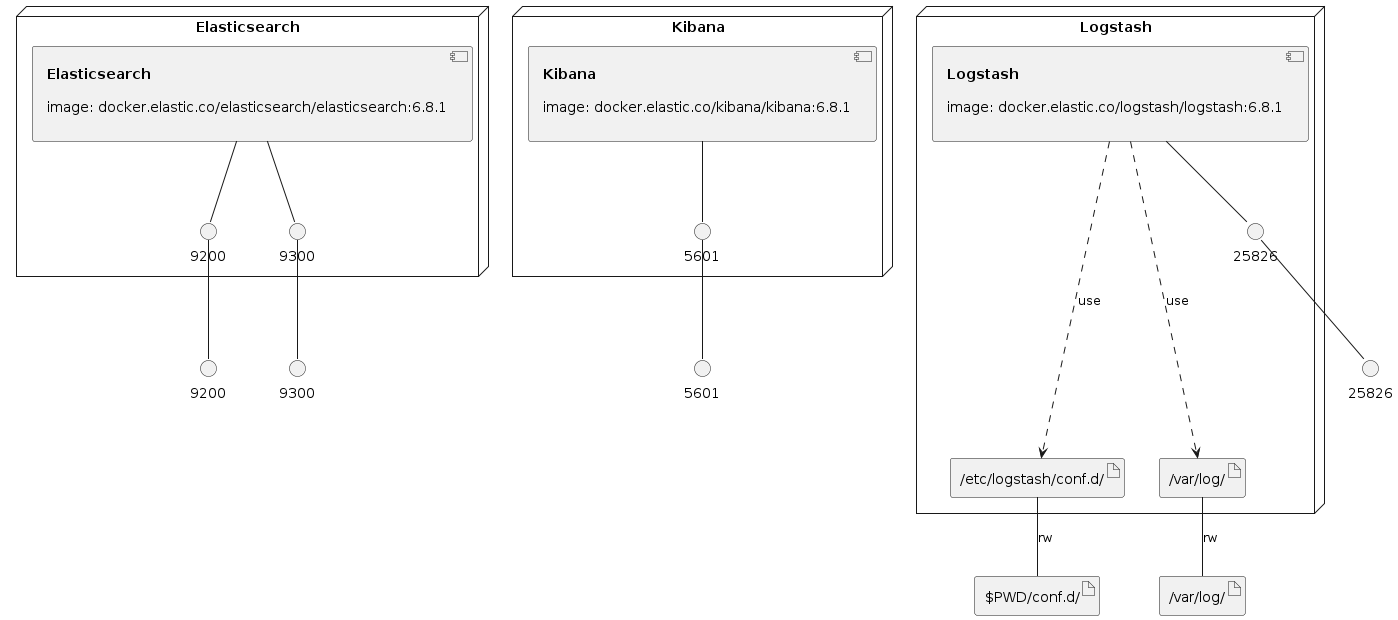 Elasticsearch
Elasticsearch
image: docker.elastic.co/elasticsearch/elasticsearch:6.8.1
9200
9300
9200
9300
Kibana
Kibana
image: docker.elastic.co/kibana/kibana:6.8.1
5601
5601
Logstash
Logstash
image: docker.elastic.co/logstash/logstash:6.8.1
25826
use
use
25826
/etc/logstash/conf.d/
/var/log/
rw
rw
$PWD/conf.d/
/var/log/